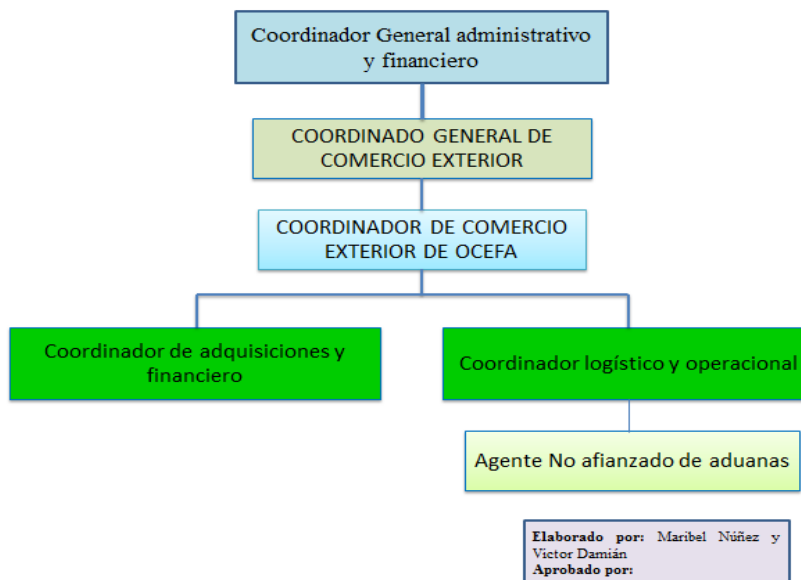 Coordinador General administrativo
y financiero
COORDINADO GENERAL DE
COMERCIO EXTERIOR
COORDINADOR DE COMERCIO
EXTERIOR DE OCEFA
Coordinador de adquisiciones y
financiero
Coordinador logístico y operacional
Agente No afianzado de aduanas
Elaborado por: Maribel Núñez y
Victor Damián
Aprobado por: